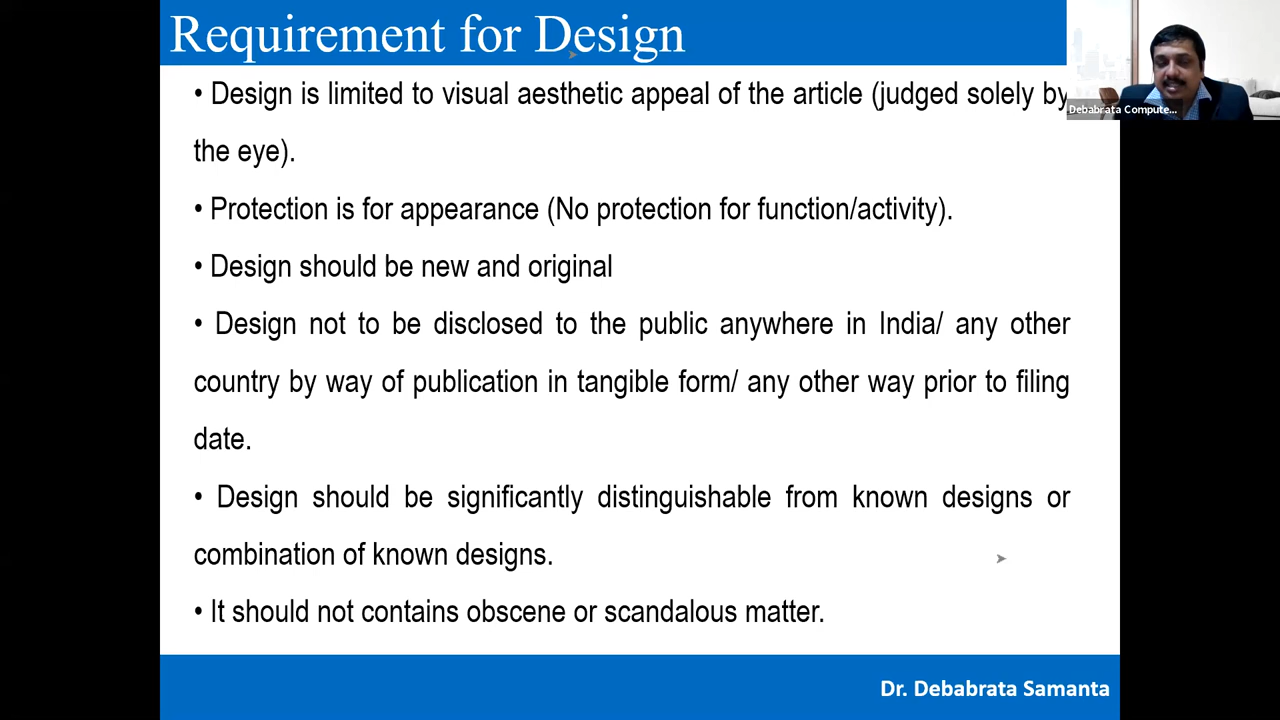 Requirement for Design
• Design is limited to visual aesthetic appeal of the article (judged solely by
the eye).
• Protection is for appearance (No protection for function/activity).
• Design should be new and original
• Design not to be disclosed to the public anywhere in India/ any other
country by way of publication in tangible form/ any other way prior to filing
date.
• Design should be significantly distinguishable from known designs or
combination of known designs.
• It should not contains obscene or scandalous matter.
Dr. Debabrata Samanta
Debabrata Compute...